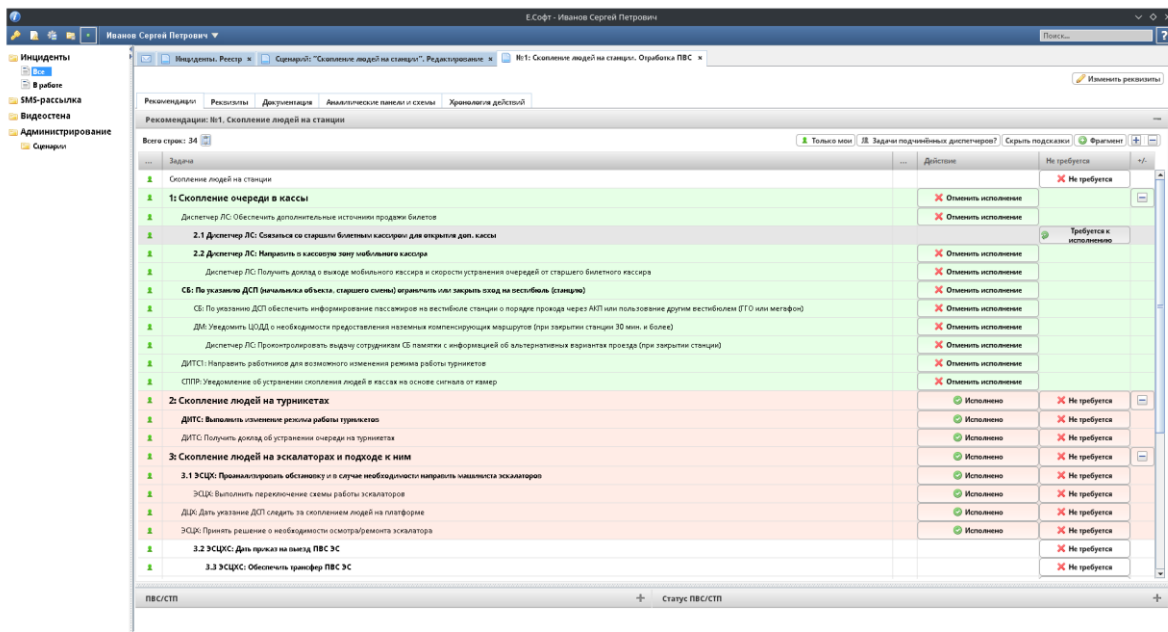 Е.Софт - Иванов Сергей Петрович
Иванов Сергей Петрович
Поиск...
?
Инциденты
Все
В работе
SMS-рассылка
Видеостена
Администрирование
Сценарии
Инциденты. Реестр ×
Сценарий: "Скопление людей на станции". Редактирование ×
№1: Скопление людей на станции. Отработка ПВС ×
Изменить реквизиты
Рекомендации
Реквизиты
Документация
Аналитические панели и схемы
Хронология действий
Рекомендации: №1. Скопление людей на станции
Всего строк: 34
Только мои
Задачи подчинённых диспетчеров?
Скрыть подсказки
Фрагмент
... Задача ... Действие Не требуется +/-
Скопление людей на станции Не требуется
1: Скопление очереди в кассы Отменить исполнение
Диспетчер ЛС: Обеспечить дополнительные источники продажи билетов Отменить исполнение
2.1 Диспетчер ЛС: Связаться со старшим билетным кассиром для открытия доп. кассы Требуется к
исполнению
2.2 Диспетчер ЛС: Направить в кассовую зону мобильного кассира Отменить исполнение
Диспетчер ЛС: Получить доклад о выходе мобильного кассира и скорости устранения очередей от старшего билетного кассира Отменить исполнение
СБ: По указанию ДСП (начальника объекта, старшего смены) ограничить или закрыть вход на вестибюль (станцию) Отменить исполнение
СБ: По указанию ДСП обеспечить информирование пассажиров на вестибюле станции о порядке прохода через АКП или пользование другим вестибюлем (ГГО или мегафон) Отменить исполнение
ДМ: Уведомить ЦОДД о необходимости предоставления наземных компенсирующих маршрутов (при закрытии станции 30 мин. и более) Отменить исполнение
Диспетчер ЛС: Проконтролировать выдачу сотрудникам СБ памятки с информацией об альтернативных вариантах проезда (при закрытии станции) Отменить исполнение
ДИТС1: Направить работников для возможного изменения режима работы турникетов Отменить исполнение
СППР: Уведомление об устранении скопления людей в кассах на основе сигнала от камер Отменить исполнение
2: Скопление людей на турникетах Исполнено Не требуется
ДИТС: Выполнить изменение режима работы турникетов Исполнено Не требуется
ДИТС: Получить доклад об устранении очереди на турникетах Исполнено Не требуется
3: Скопление людей на эскалаторах и подходе к ним Исполнено Не требуется
3.1 ЭСЦХ: Проанализировать обстановку и в случае необходимости направить машиниста эскалаторов Исполнено Не требуется
ЭСЦХ: Выполнить переключение схемы работы эскалаторов Исполнено Не требуется
ДЦХ: Дать указание ДСП следить за скоплением людей на платформе Исполнено Не требуется
ЭСЦХ: Принять решение о необходимости осмотра/ремонта эскалатора Исполнено Не требуется
3.2 ЭСЦХС: Дать приказ на выезд ПВС ЭС Не требуется
3.3 ЭСЦХС: Обеспечить трансфер ПВС ЭС Не требуется
ПВС/СТП +
Статус ПВС/СТП +